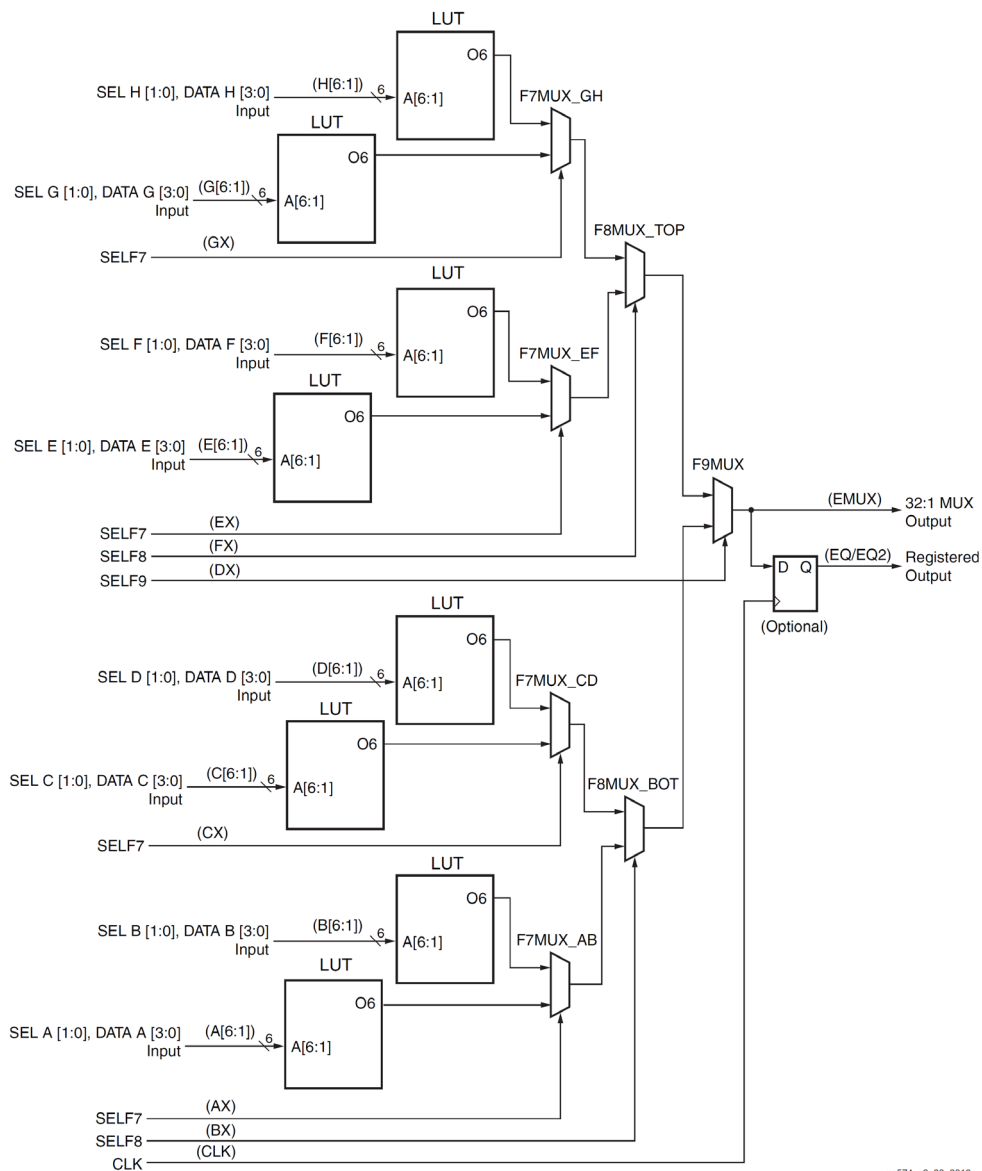 LUT
O6
SEL H [1:0], DATA H [3:0]
Input
(H[6:1])
6
A[6:1]
F7MUX_GH
LUT
O6
SEL G [1:0], DATA G [3:0]
Input
(G[6:1])
6
A[6:1]
SELF7
(GX)
F8MUX_TOP
LUT
O6
SEL F [1:0], DATA F [3:0]
Input
(F[6:1])
6
A[6:1]
F7MUX_EF
LUT
O6
SEL E [1:0], DATA E [3:0]
Input
(E[6:1])
6
A[6:1]
F9MUX
(EMUX)
32:1 MUX
Output
SELF7
(EX)
SELF8
(FX)
SELF9
(DX)
D Q
(EQ/EQ2)
Registered
Output
(Optional)
LUT
O6
SEL D [1:0], DATA D [3:0]
Input
(D[6:1])
6
A[6:1]
F7MUX_CD
LUT
O6
SEL C [1:0], DATA C [3:0]
Input
(C[6:1])
6
A[6:1]
F8MUX_BOT
SELF7
(CX)
LUT
O6
SEL B [1:0], DATA B [3:0]
Input
(B[6:1])
6
A[6:1]
F7MUX_AB
LUT
O6
SEL A [1:0], DATA A [3:0]
Input
(A[6:1])
6
A[6:1]
SELF7
(AX)
SELF8
(BX)
CLK
(CLK)